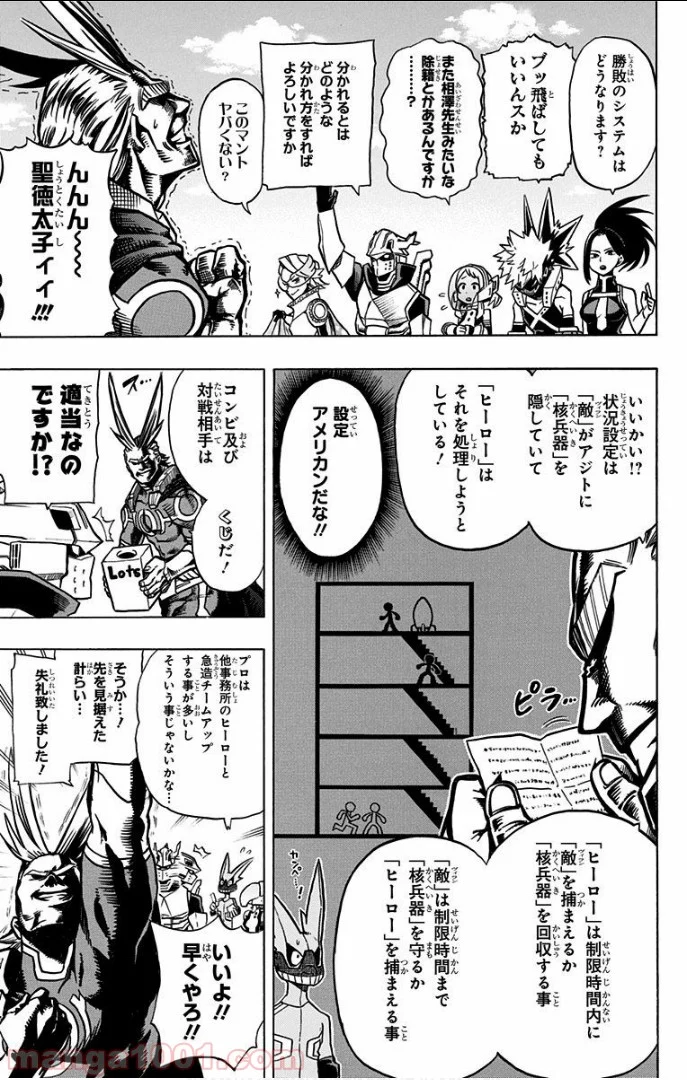 勝敗のシステムは
どうなります?
ブッ飛ばしても
いいんスか
また相澤先生みたいな
除籍とかあるんですか
………?
分かれるとは
どのような
分かれ方をすれば
よろしいですか
このマント
ヤバくない?
んんん〜〜
聖徳太子ィィ!!!
いいかい!?
状況設定は
「敵」がアジトに
「核兵器」を
隠していて
「ヒーロー」は
それを処理しようと
している!
設定
アメリカンだな!!
ピラ…
「ヒーロー」は制限時間内に
「敵」を捕まえるか
「核兵器」を回収する事
「敵」は制限時間まで
「核兵器」を守るか
「ヒーロー」を捕まえる事
コンビ及び
対戦相手は
くじだ!
Lots
適当なの
ですか!?
プロは
他事務所のヒーローと
急造チームアップ
する事が多いし
そういう事じゃないかな…
そうか…!
先を見据えた
計らい…
失礼致しました!
いいよ!!
早くやろ!!
manga1001.com